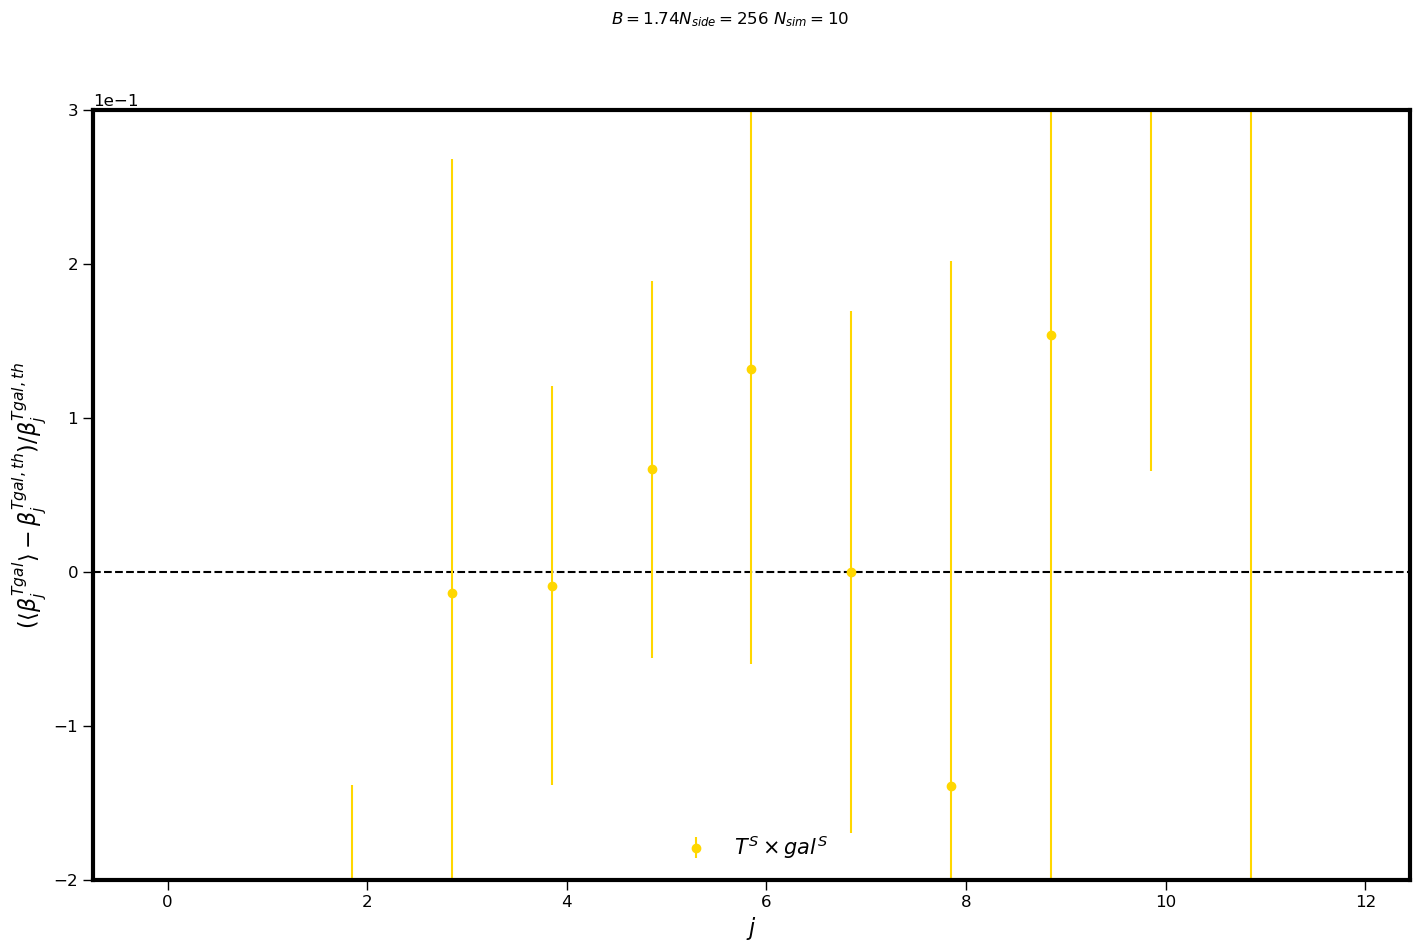 B = 1.74N_{side} = 256 N_{sim} = 10
1e−1
3
2
1
0
−1
−2
(⟨β_j^{Tgal}⟩ − β_j^{Tgal,th})/β_j^{Tgal,th}
T^S × gal^S
0 2 4 6 8 10 12
j